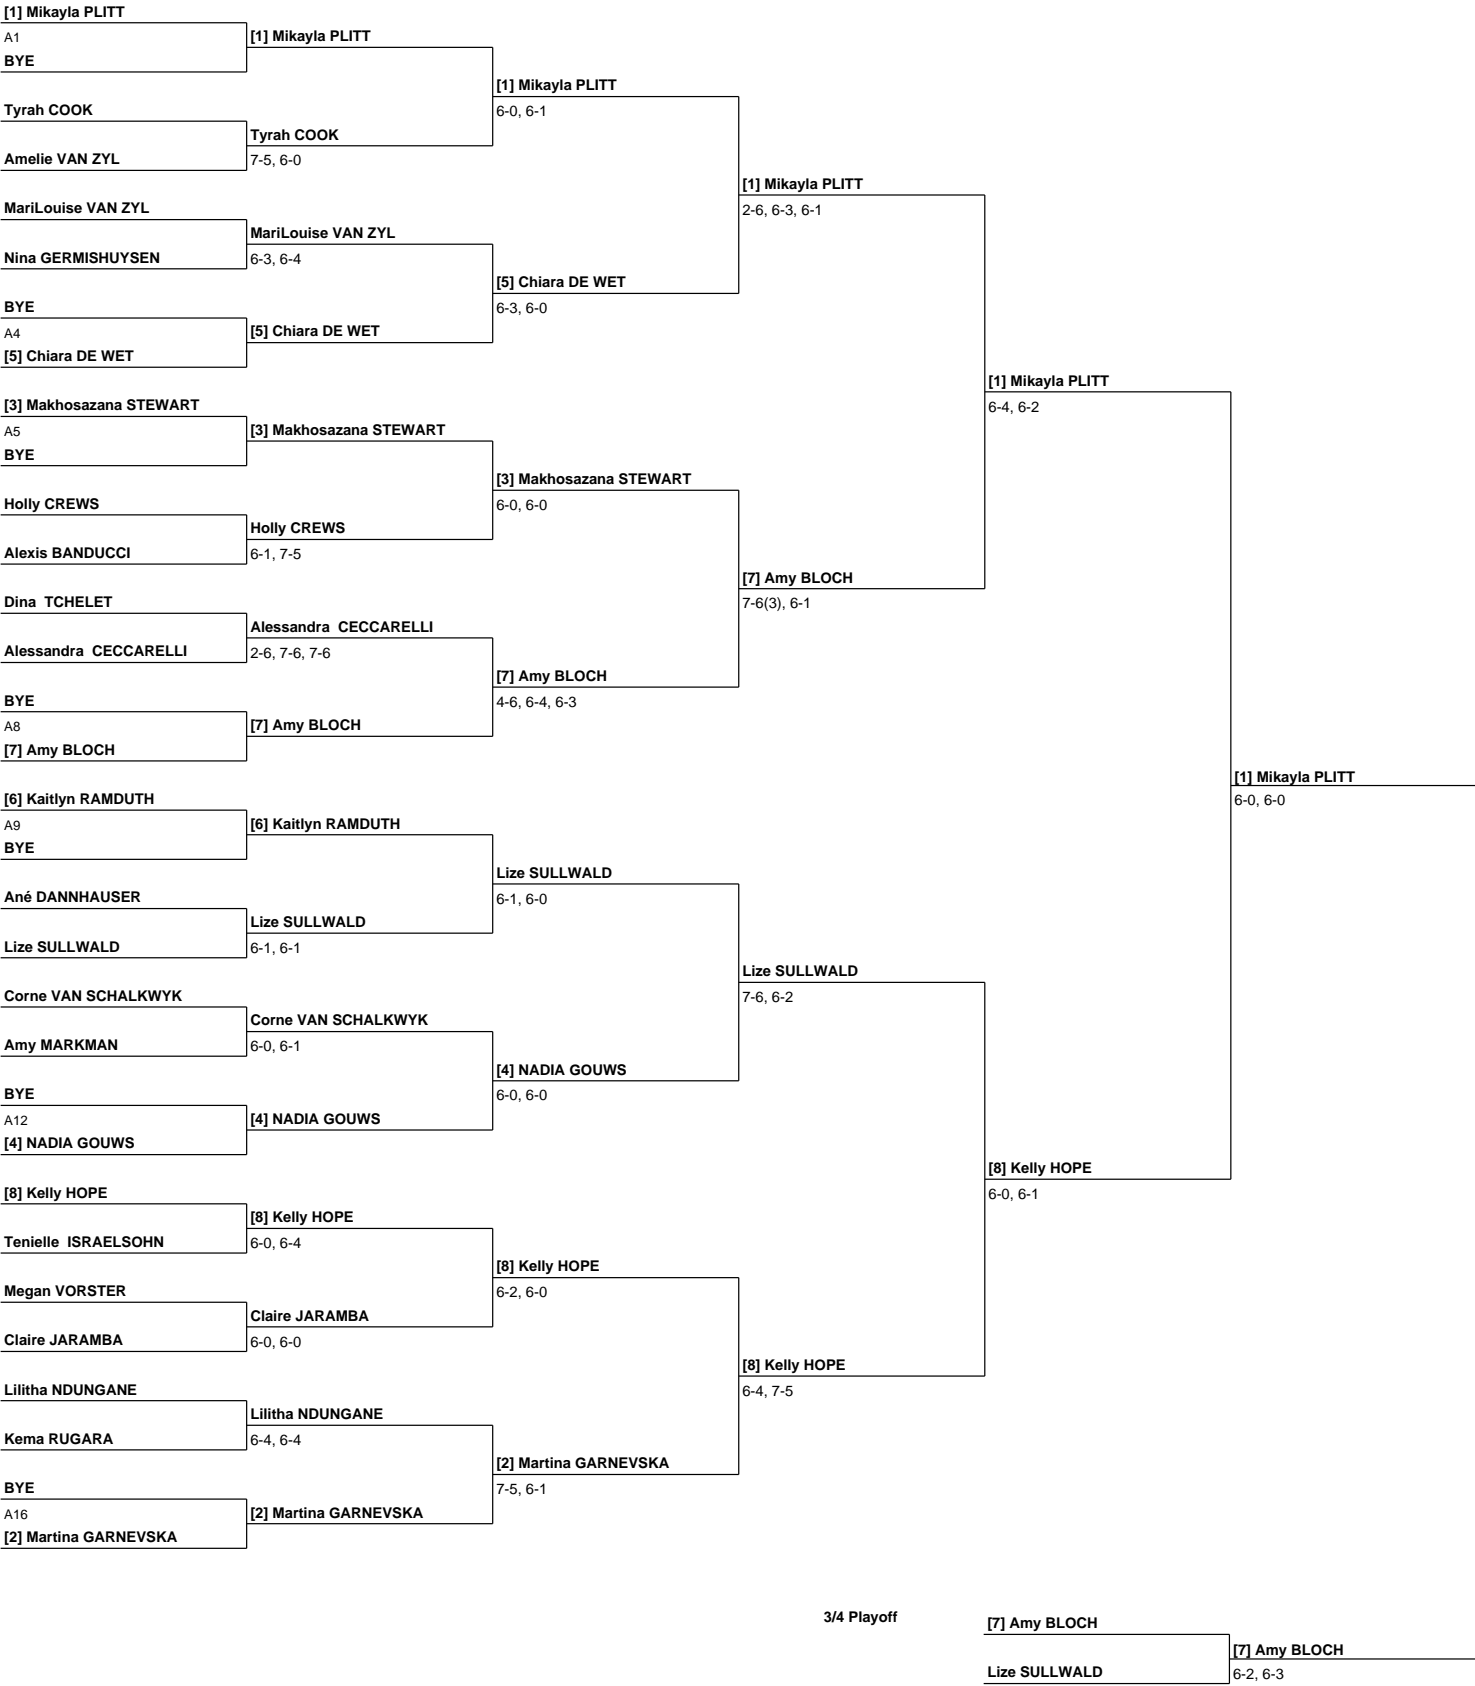 [1] Mikayla PLITT
A1
BYE
[1] Mikayla PLITT
Tyrah COOK
Amelie VAN ZYL
Tyrah COOK
7-5, 6-0
[1] Mikayla PLITT
6-0, 6-1
MariLouise VAN ZYL
Nina GERMISHUYSEN
MariLouise VAN ZYL
6-3, 6-4
BYE
A4
[5] Chiara DE WET
[5] Chiara DE WET
[5] Chiara DE WET
6-3, 6-0
[1] Mikayla PLITT
2-6, 6-3, 6-1
[3] Makhosazana STEWART
A5
BYE
[3] Makhosazana STEWART
Holly CREWS
Alexis BANDUCCI
Holly CREWS
6-1, 7-5
[3] Makhosazana STEWART
6-0, 6-0
Dina  TCHELET
Alessandra  CECCARELLI
Alessandra  CECCARELLI
2-6, 7-6, 7-6
BYE
A8
[7] Amy BLOCH
[7] Amy BLOCH
[7] Amy BLOCH
4-6, 6-4, 6-3
[7] Amy BLOCH
7-6(3), 6-1
[1] Mikayla PLITT
6-4, 6-2
[6] Kaitlyn RAMDUTH
A9
BYE
[6] Kaitlyn RAMDUTH
Ané DANNHAUSER
Lize SULLWALD
Lize SULLWALD
6-1, 6-1
Lize SULLWALD
6-1, 6-0
Corne VAN SCHALKWYK
Amy MARKMAN
Corne VAN SCHALKWYK
6-0, 6-1
BYE
A12
[4] NADIA GOUWS
[4] NADIA GOUWS
[4] NADIA GOUWS
6-0, 6-0
Lize SULLWALD
7-6, 6-2
[8] Kelly HOPE
Tenielle  ISRAELSOHN
[8] Kelly HOPE
6-0, 6-4
Megan VORSTER
Claire JARAMBA
Claire JARAMBA
6-0, 6-0
[8] Kelly HOPE
6-2, 6-0
Lilitha NDUNGANE
Kema RUGARA
Lilitha NDUNGANE
6-4, 6-4
BYE
A16
[2] Martina GARNEVSKA
[2] Martina GARNEVSKA
[2] Martina GARNEVSKA
7-5, 6-1
[8] Kelly HOPE
6-4, 7-5
[8] Kelly HOPE
6-0, 6-1
[1] Mikayla PLITT
6-0, 6-0
3/4 Playoff
[7] Amy BLOCH
Lize SULLWALD
[7] Amy BLOCH
6-2, 6-3